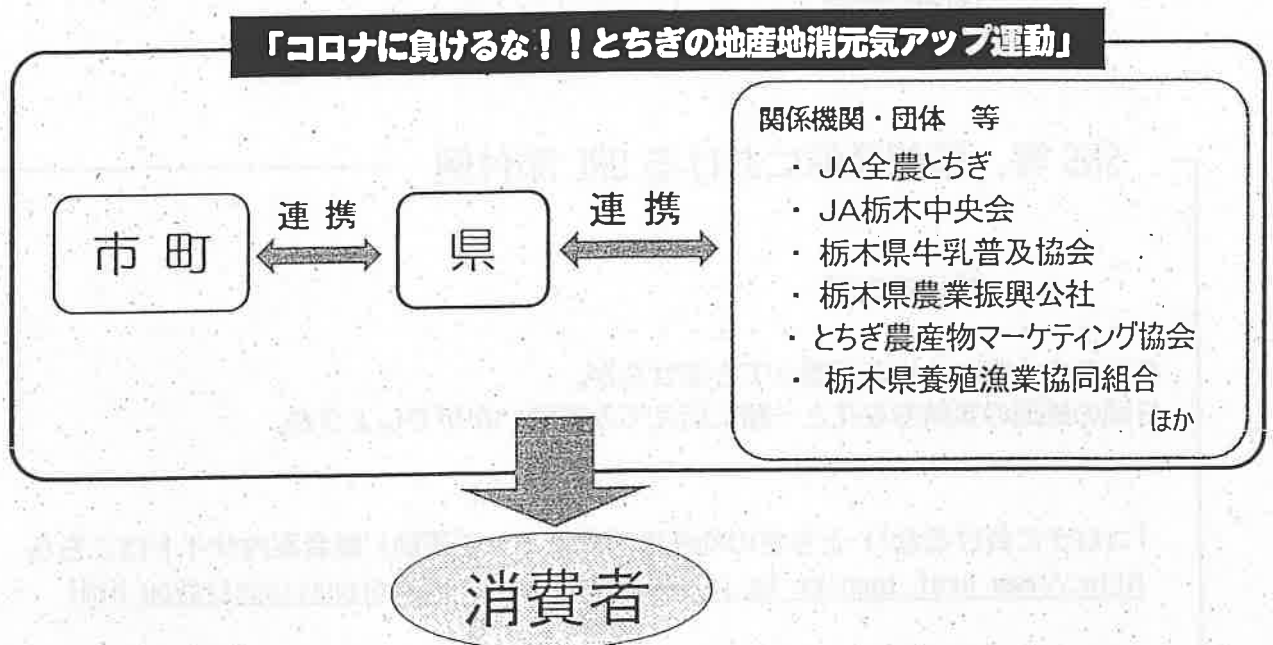 「コロナに負けるな！！とちぎの地産地消元気アップ運動」
市町
連携
県
連携
関係機関・団体 等
・ JA全農とちぎ
・ JA栃木中央会
・ 栃木県牛乳普及協会
・ 栃木県農業振興公社
・ とちぎ農産物マーケティング協会
・ 栃木県養殖漁業協同組合
ほか
消費者